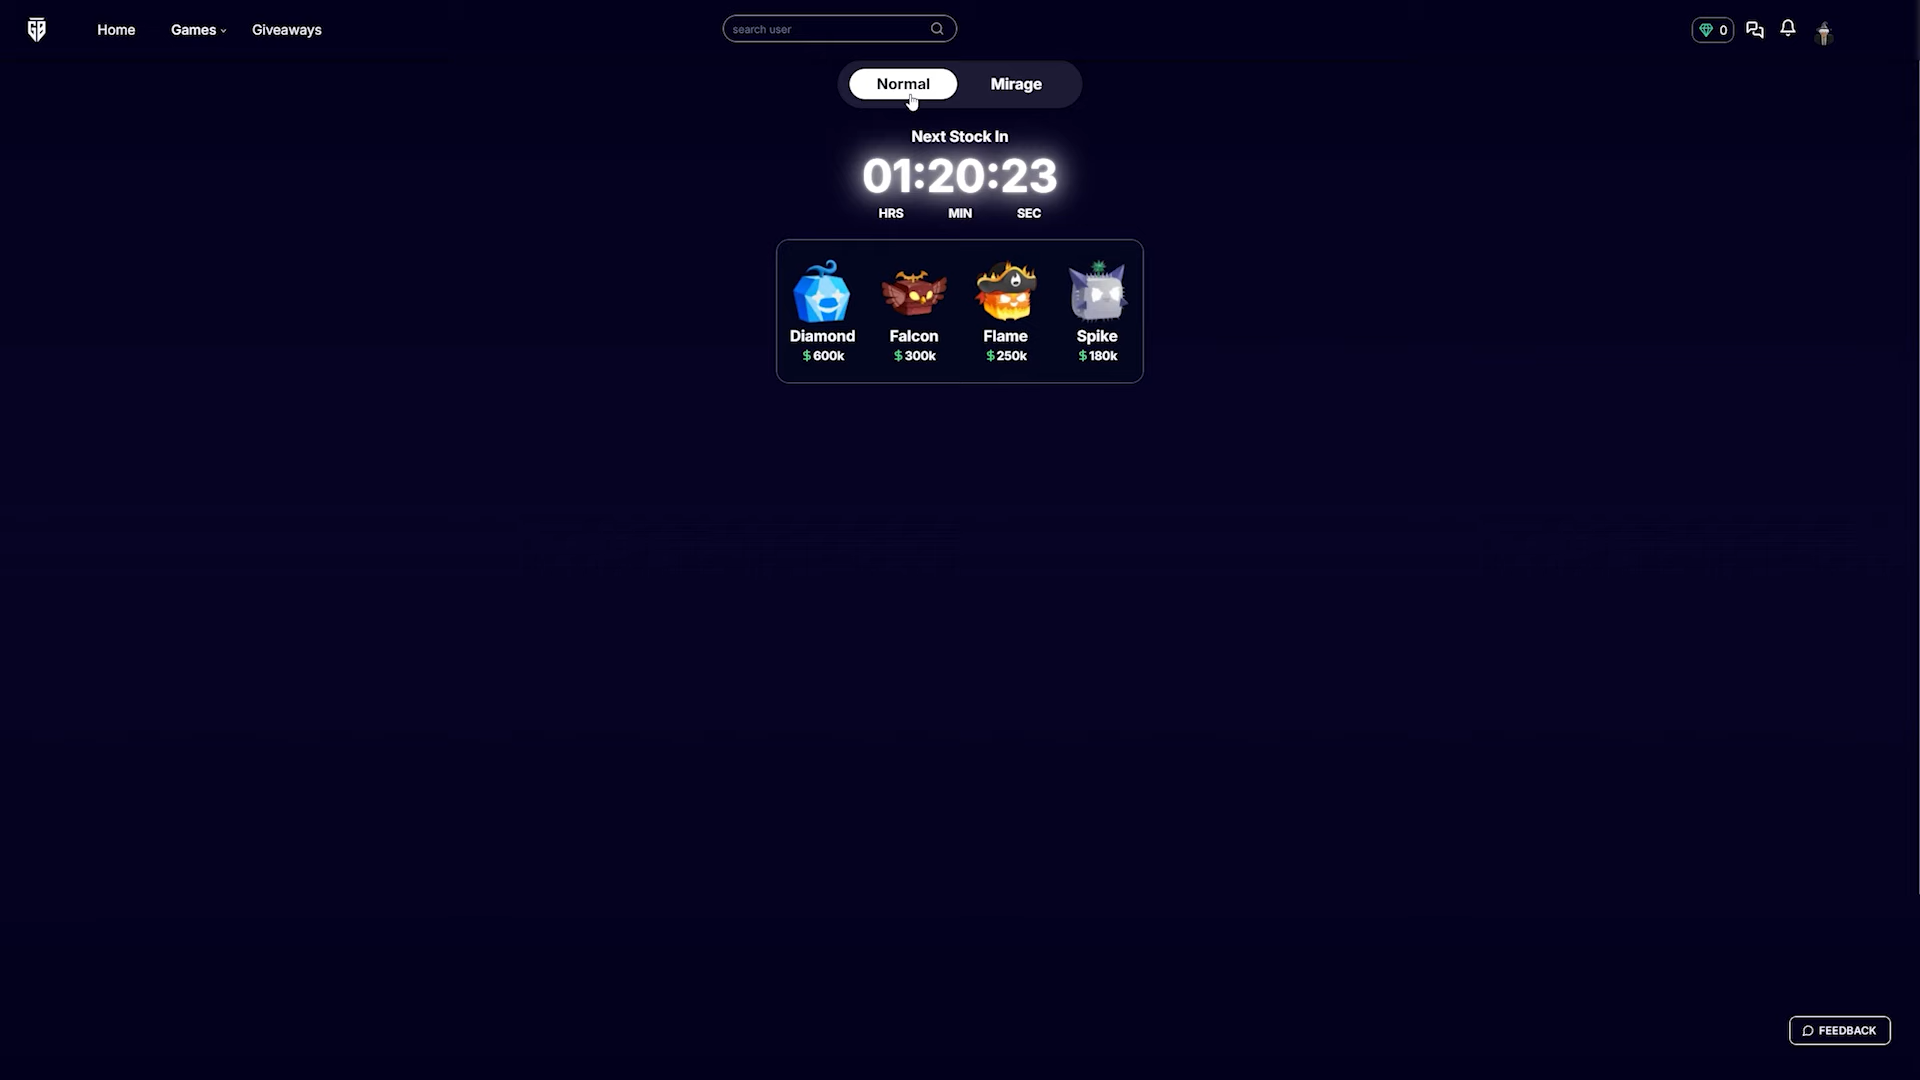 Home Games Giveaways search user 0
Normal Mirage
Next Stock In
01:20:23
HRS MIN SEC
Diamond Falcon Flame Spike
$600k $300k $250k $180k
FEEDBACK